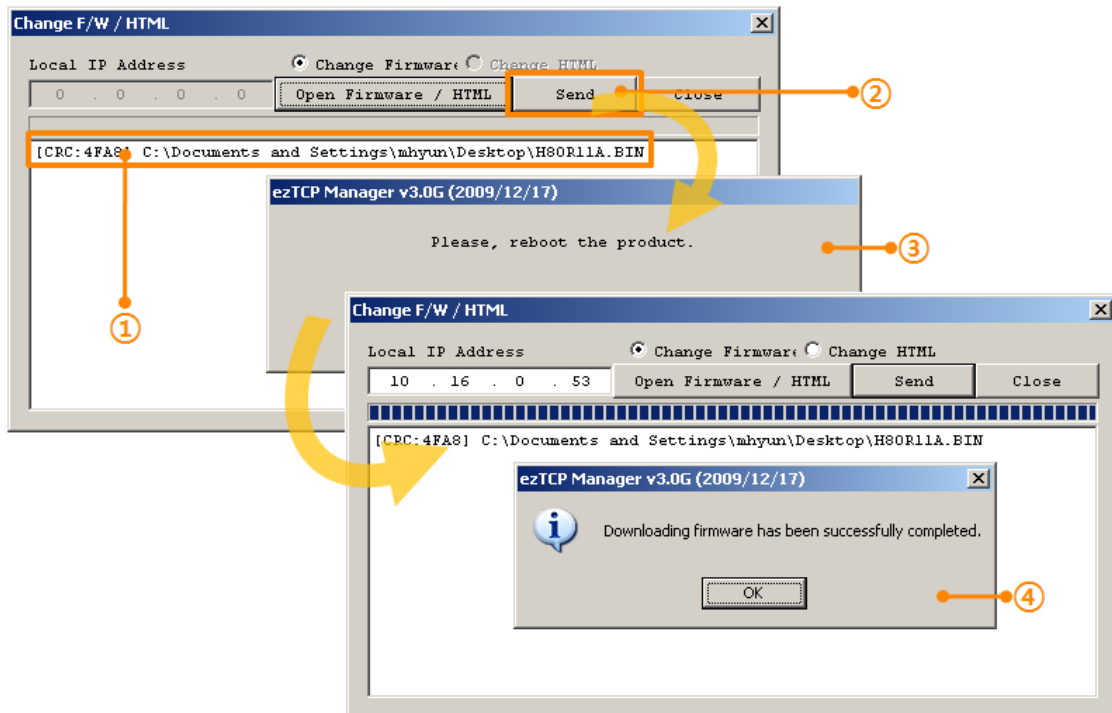 Change F/W / HTML
Local IP Address
Change Firmware Change HTML
0 . 0 . 0 . 0
Open Firmware / HTML
Send
Close
②
[CRC:4FA8] C:\Documents and Settings\mhyun\Desktop\H80R11A.BIN
①
ezTCP Manager v3.0G (2009/12/17)
Please, reboot the product.
③
Change F/W / HTML
Local IP Address
Change Firmware Change HTML
10 . 16 . 0 . 53
Open Firmware / HTML
Send
Close
[CRC:4FA8] C:\Documents and Settings\mhyun\Desktop\H80R11A.BIN
ezTCP Manager v3.0G (2009/12/17)
Downloading firmware has been successfully completed.
OK
④